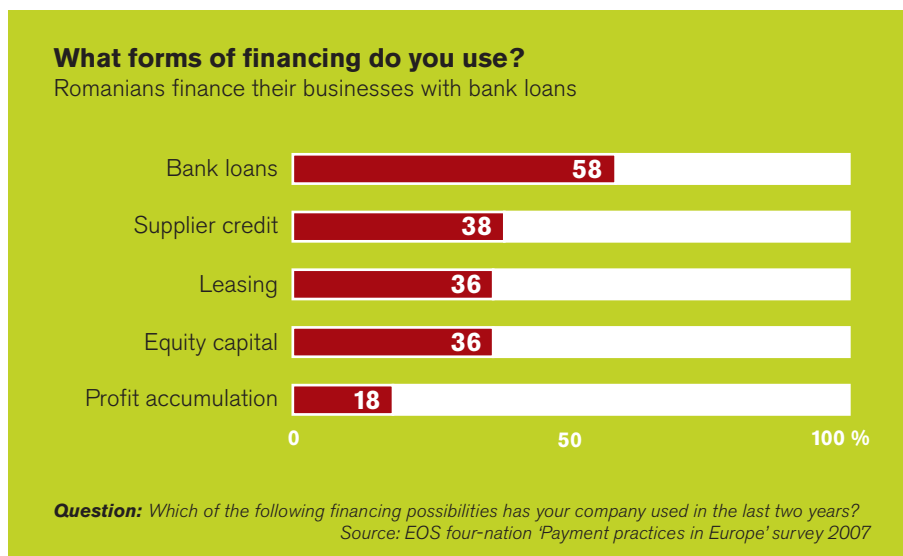 What forms of financing do you use?
Romanians finance their businesses with bank loans
Bank loans 58
Supplier credit 38
Leasing 36
Equity capital 36
Profit accumulation 18
0 50 100 %
Question: Which of the following financing possibilities has your company used in the last two years?
Source: EOS four-nation ‘Payment practices in Europe’ survey 2007